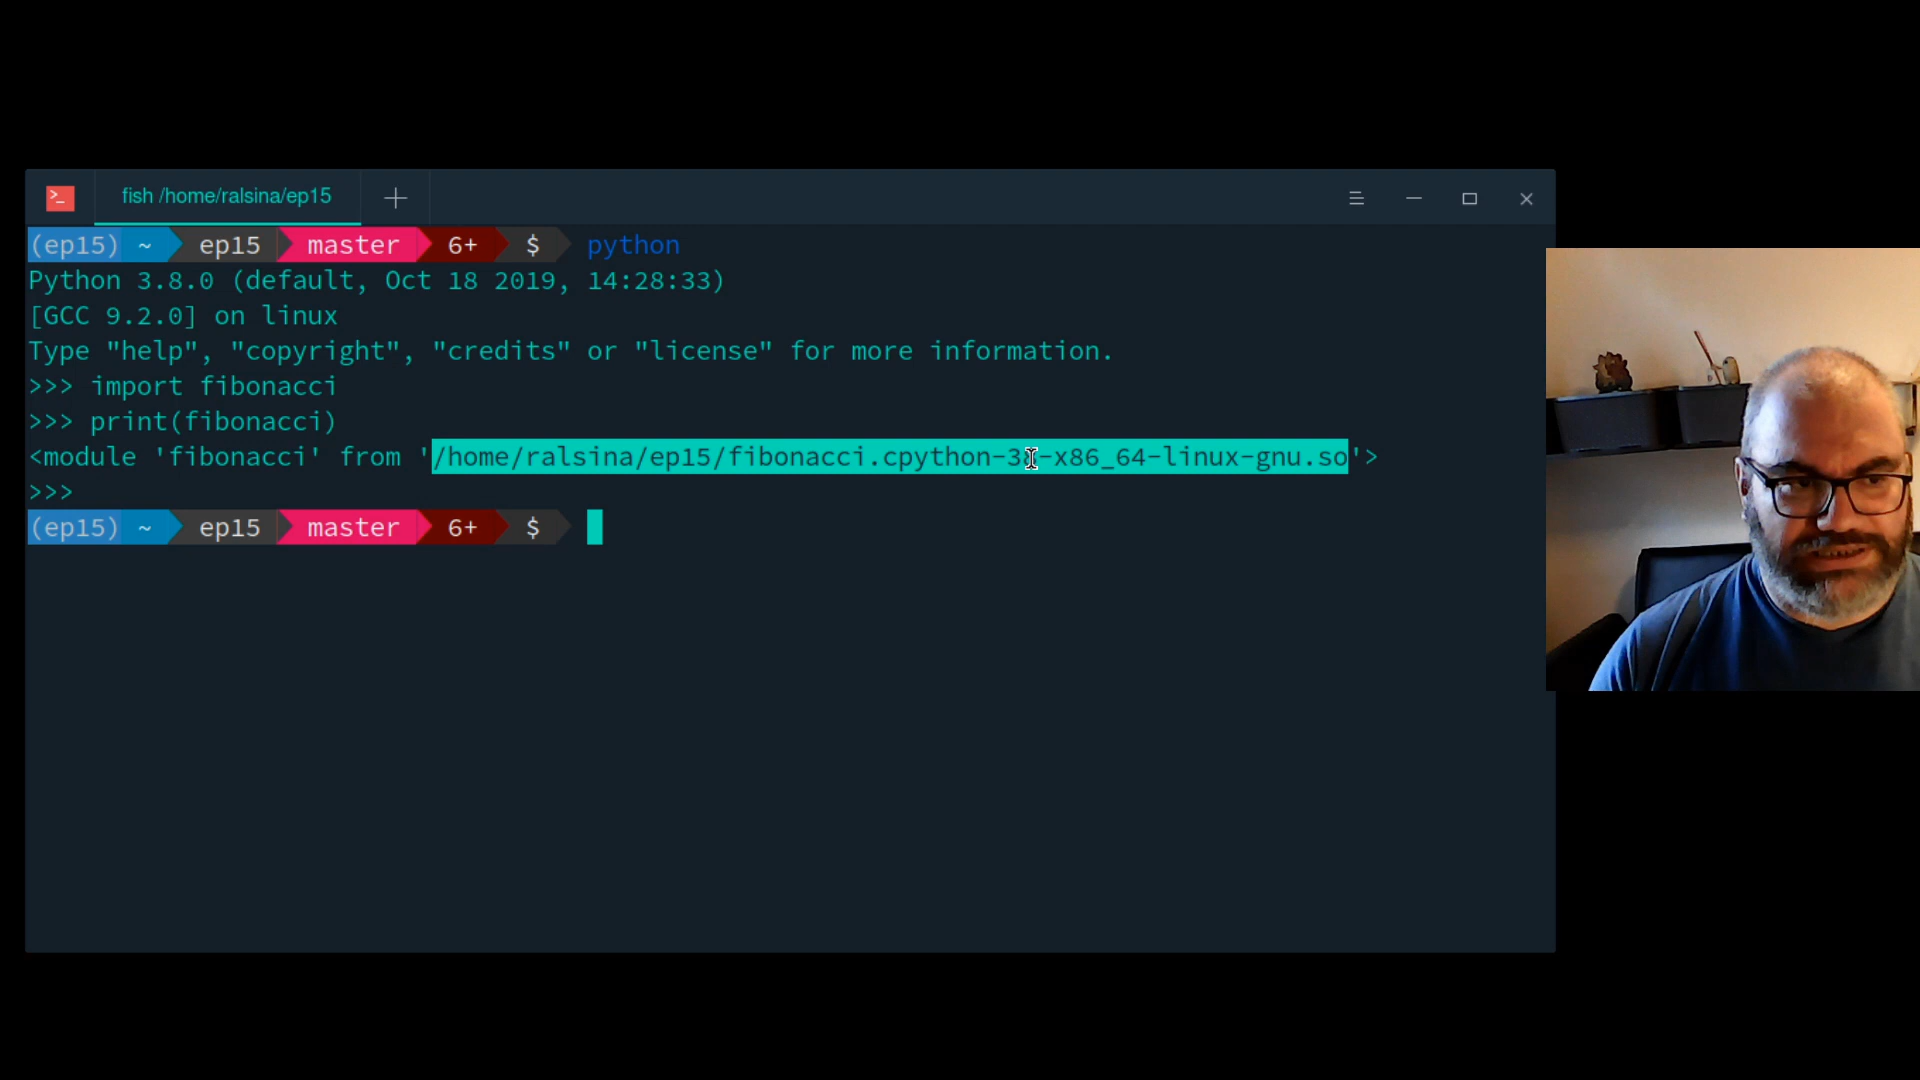 fish /home/ralsina/ep15
(ep15) ~ ep15 master 6+ $ python
Python 3.8.0 (default, Oct 18 2019, 14:28:33)
[GCC 9.2.0] on linux
Type "help", "copyright", "credits" or "license" for more information.
>>> import fibonacci
>>> print(fibonacci)
<module 'fibonacci' from '/home/ralsina/ep15/fibonacci.cpython-38-x86_64-linux-gnu.so'>
>>>
(ep15) ~ ep15 master 6+ $